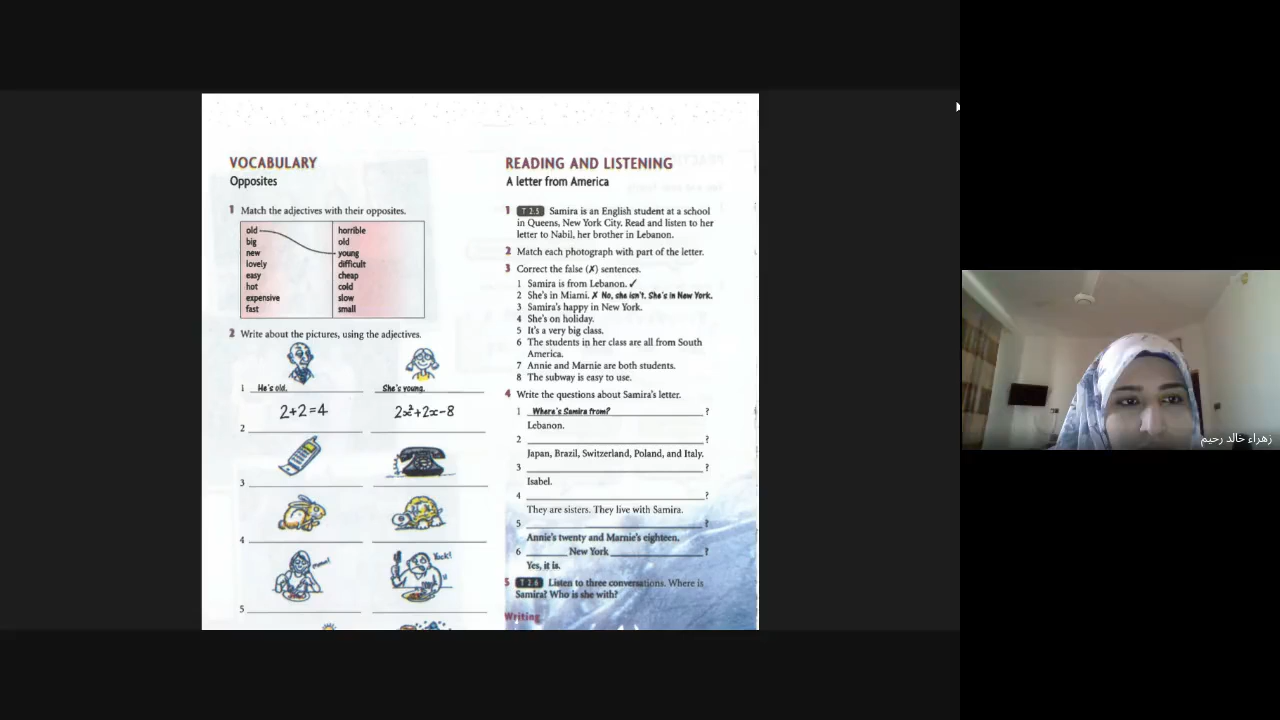 VOCABULARY
Opposites
1 Match the adjectives with their opposites.
old horrible
big old
new young
lovely difficult
easy cheap
hot cold
expensive slow
fast small
2 Write about the pictures, using the adjectives.
1 He's old. She's young.
2+2=4 2x²+2x-8
2
3
4
Yuck!
5
READING AND LISTENING
A letter from America
1 T 2.5 Samira is an English student at a school
in Queens, New York City. Read and listen to her
letter to Nabil, her brother in Lebanon.
2 Match each photograph with part of the letter.
3 Correct the false (✗) sentences.
1 Samira is from Lebanon. ✓
2 She's in Miami. ✗ No, she isn't. She's in New York.
3 Samira's happy in New York.
4 She's on holiday.
5 It's a very big class.
6 The students in her class are all from South
America.
7 Annie and Marnie are both students.
8 The subway is easy to use.
4 Write the questions about Samira's letter.
1 Where's Samira from? ?
Lebanon.
2 ?
Japan, Brazil, Switzerland, Poland, and Italy.
3 ?
Isabel.
4 ?
They are sisters. They live with Samira.
5 ?
Annie's twenty and Marnie's eighteen.
6 New York ?
Yes, it is.
5 T 2.6 Listen to three conversations. Where is
Samira? Who is she with?
Writing
زهراء خالد رحيم